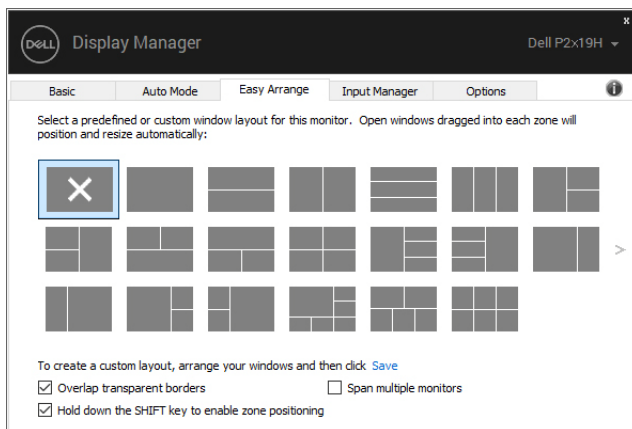 x
DELL Display Manager Dell P2x19H
Basic Auto Mode Easy Arrange Input Manager Options i
Select a predefined or custom window layout for this monitor. Open windows dragged into each zone will
position and resize automatically:
>
To create a custom layout, arrange your windows and then click Save
Overlap transparent borders Span multiple monitors
Hold down the SHIFT key to enable zone positioning